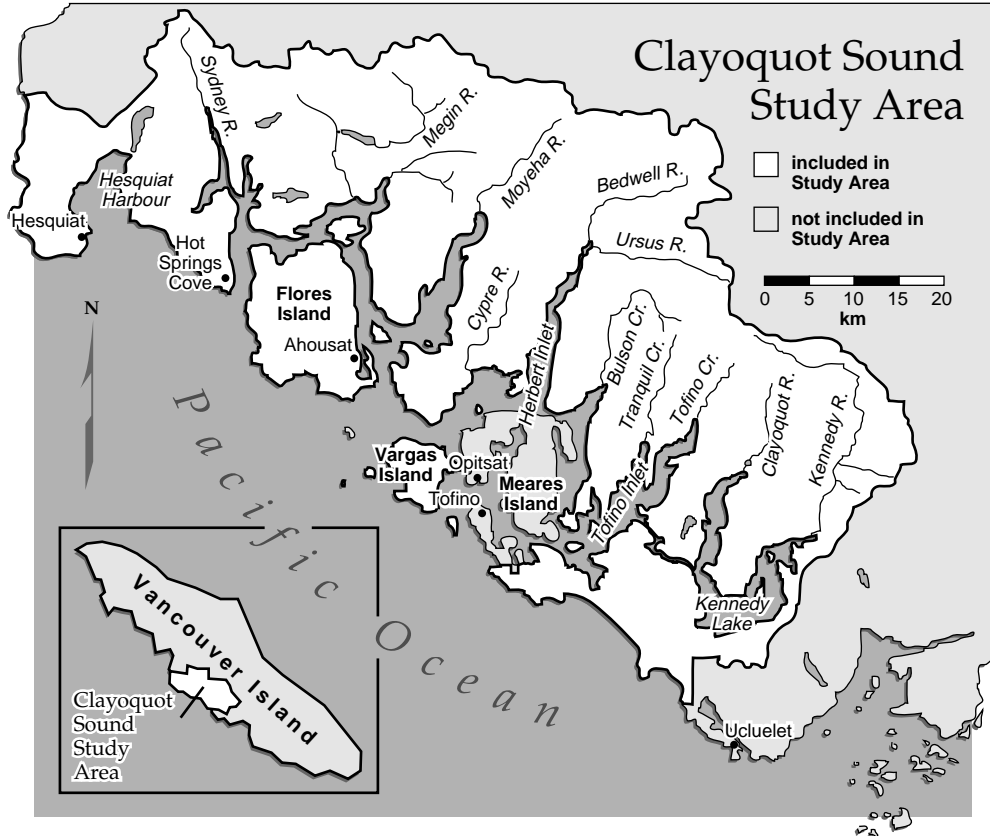 Clayoquot Sound
Study Area
included in
Study Area
not included in
Study Area
0 5 10 15 20
km
Sydney R.
Megin R.
Moyeha R.
Bedwell R.
Ursus R.
Hesquiat
Harbour
Hesquiat
Hot
Springs
Cove
Flores
Island
Ahousat
Cypre R.
Herbert Inlet
Bulson Cr.
Tranquil Cr.
Tofino Cr.
Clayoquot R.
Kennedy R.
N
Vargas
Island
Opitsat
Tofino
Meares
Island
Tofino Inlet
Kennedy
Lake
Pacific Ocean
Ucluelet
Vancouver Island
Clayoquot
Sound
Study
Area